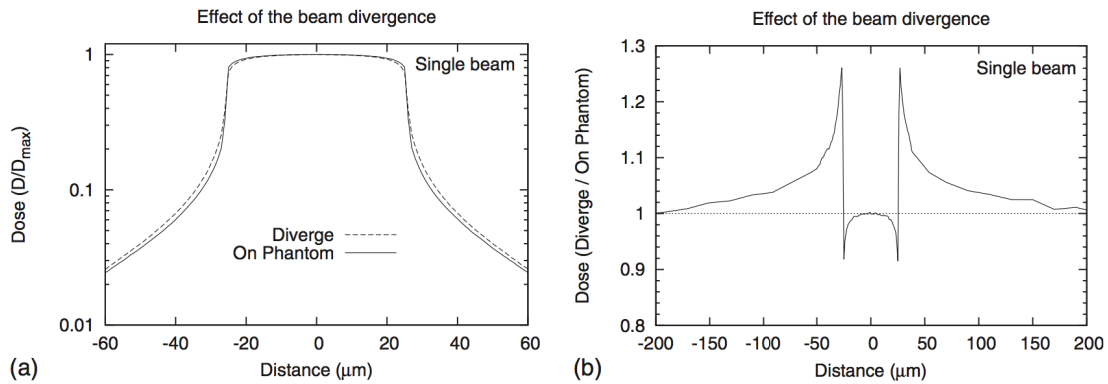 Effect of the beam divergence
1
0.1
0.01
Dose (D/Dmax)
Single beam
Diverge
On Phantom
-60 -40 -20 0 20 40 60
(a)
Distance (μm)
Effect of the beam divergence
1.3
1.2
1.1
1
0.9
0.8
Dose (Diverge / On Phantom)
Single beam
-200 -150 -100 -50 0 50 100 150 200
(b)
Distance (μm)